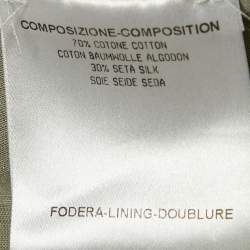 COMPOSIZIONE-COMPOSITION
70% COTONE COTTON
COTON BAUMWOLLE ALGODON
30% SETA SILK
SOIE SEIDE SEDA
FODERA-LINING-DOUBLURE